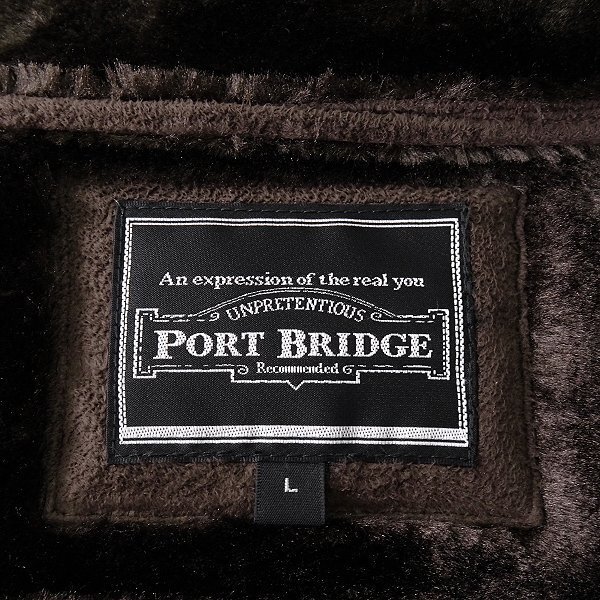 An expression of the real you
UNPRETENTIOUS
PORT BRIDGE
Recommended
L